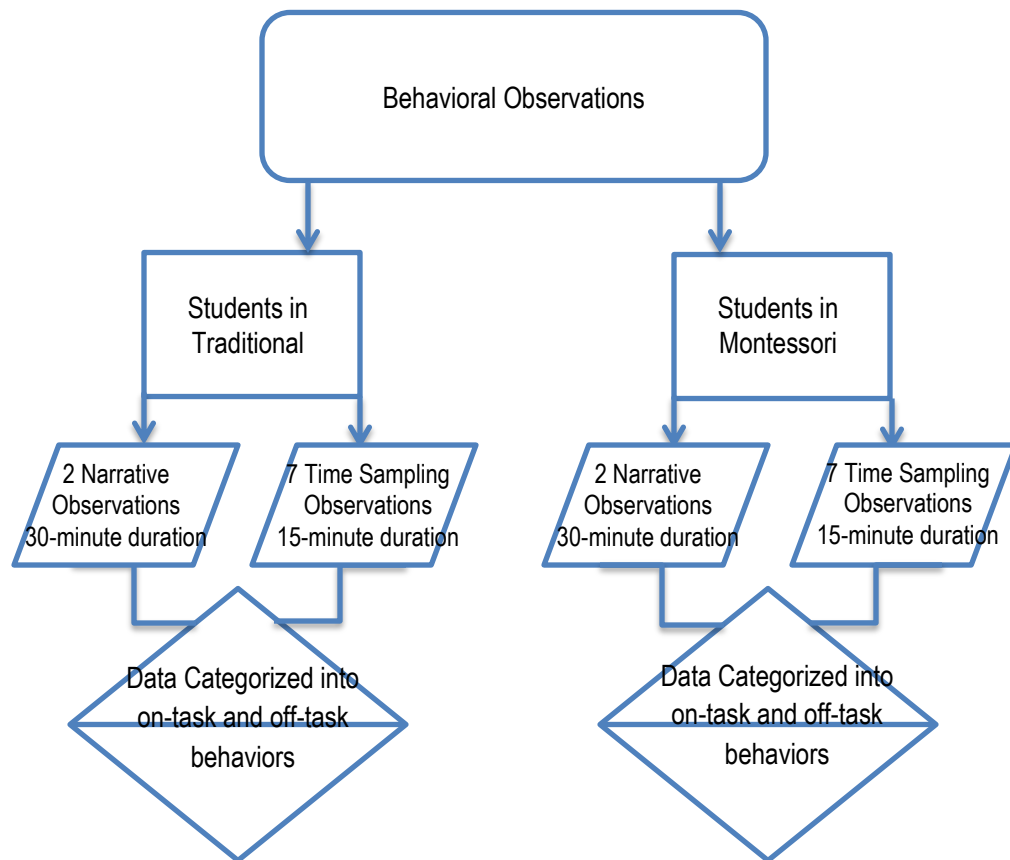 Behavioral Observations
Students in
Traditional
Students in
Montessori
2 Narrative
Observations
30-minute duration
7 Time Sampling
Observations
15-minute duration
2 Narrative
Observations
30-minute duration
7 Time Sampling
Observations
15-minute duration
Data Categorized into
on-task and off-task
behaviors
Data Categorized into
on-task and off-task
behaviors